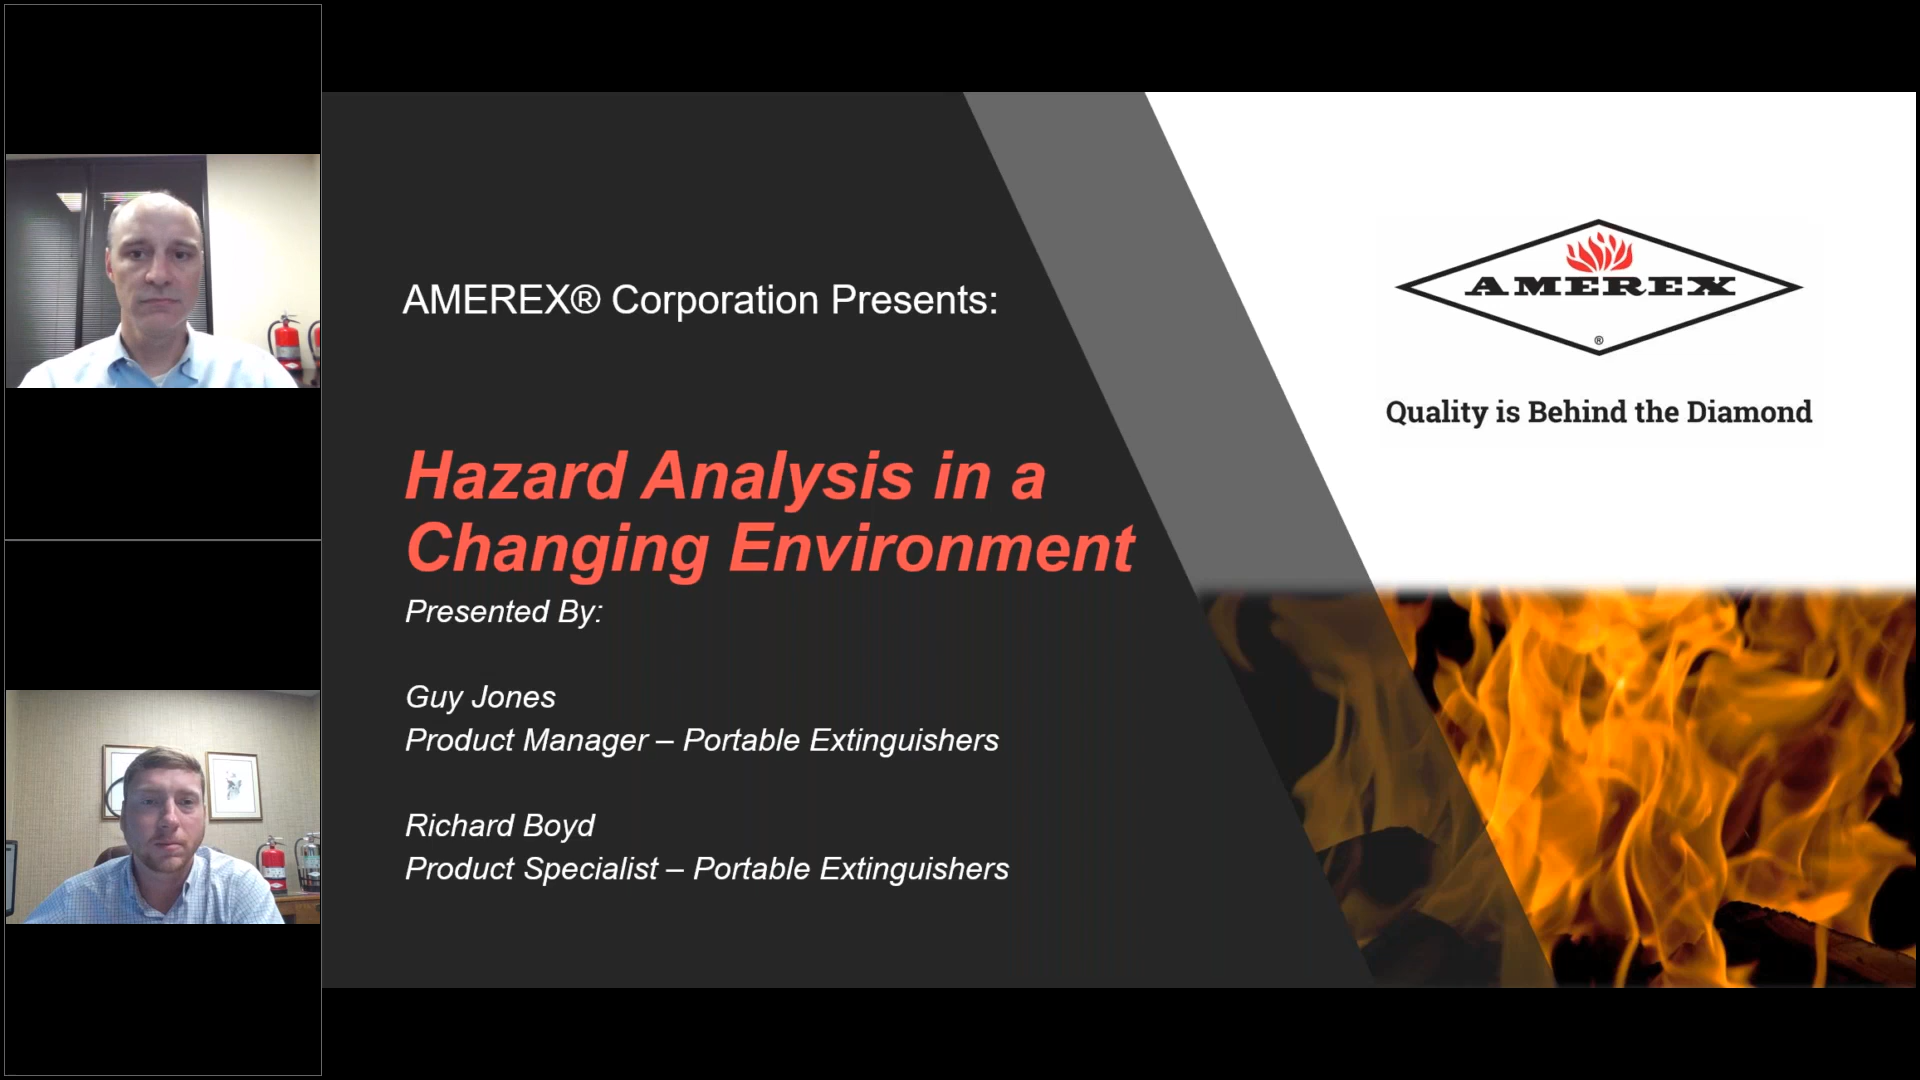 AMEREX® Corporation Presents:
Hazard Analysis in a
Changing Environment
Presented By:
Guy Jones
Product Manager – Portable Extinguishers
Richard Boyd
Product Specialist – Portable Extinguishers
AMEREX
®
Quality is Behind the Diamond